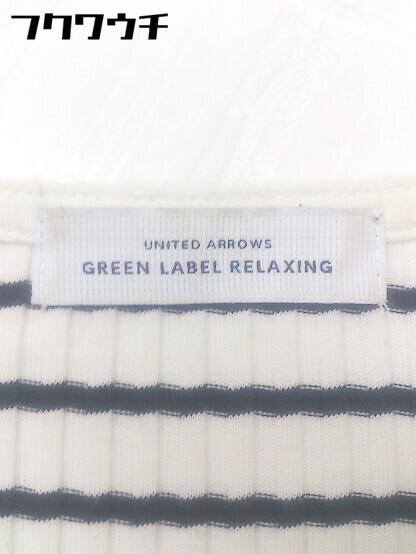 フクワウチ
UNITED ARROWS
GREEN LABEL RELAXING